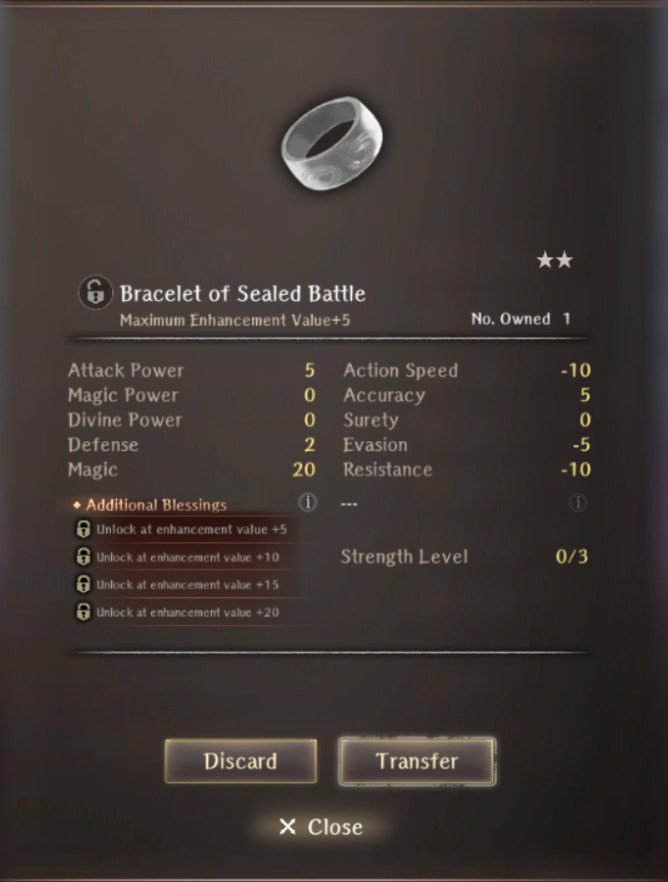 ★★
Bracelet of Sealed Battle
Maximum Enhancement Value+5 No. Owned 1
Attack Power 5 Action Speed -10
Magic Power 0 Accuracy 5
Divine Power 0 Surety 0
Defense 2 Evasion -5
Magic 20 Resistance -10
Additional Blessings ---
Unlock at enhancement value +5
Unlock at enhancement value +10
Strength Level 0/3
Unlock at enhancement value +15
Unlock at enhancement value +20
Discard Transfer
Close